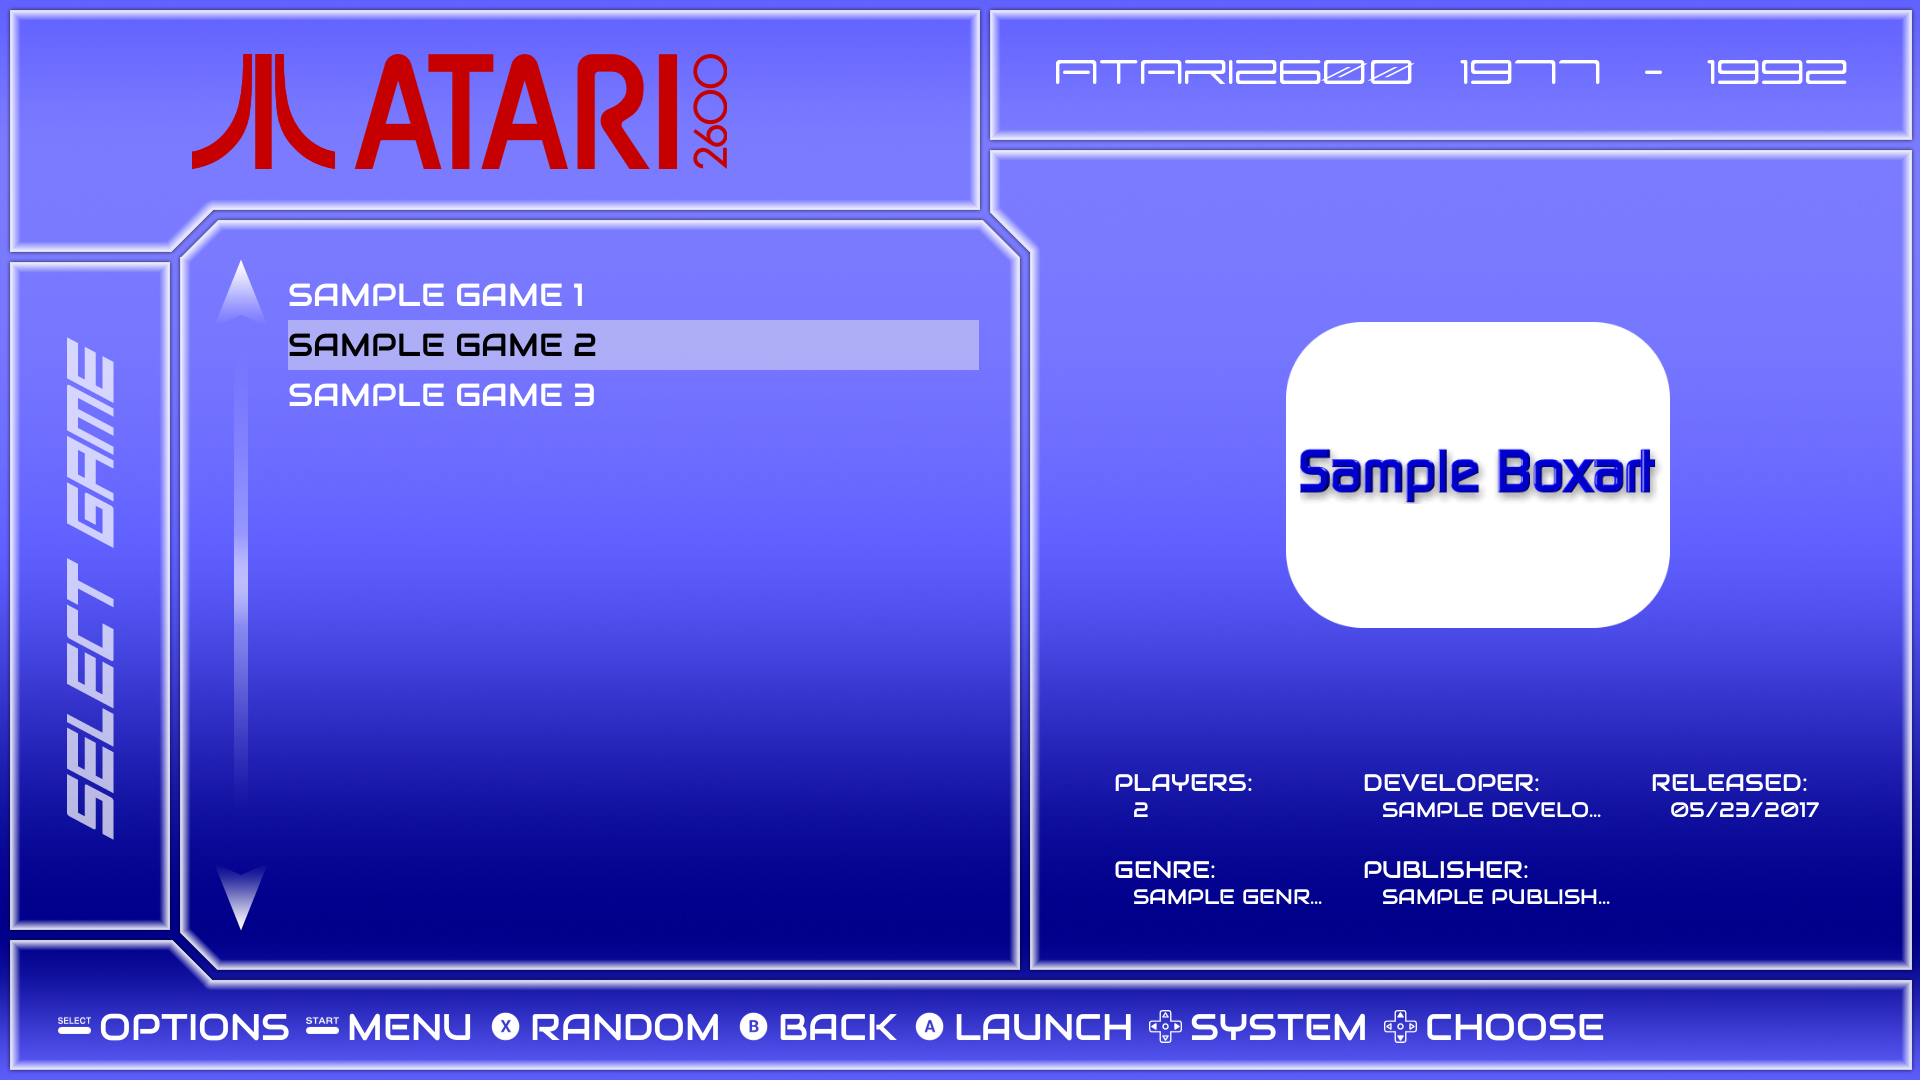 ATARI 2600
ATARI2600 1977 - 1992
SELECT GAME
SAMPLE GAME 1
SAMPLE GAME 2
SAMPLE GAME 3
Sample Boxart
PLAYERS:
2
DEVELOPER:
SAMPLE DEVELO...
RELEASED:
05/23/2017
GENRE:
SAMPLE GENR...
PUBLISHER:
SAMPLE PUBLISH...
SELECT OPTIONS START MENU X RANDOM B BACK A LAUNCH SYSTEM CHOOSE